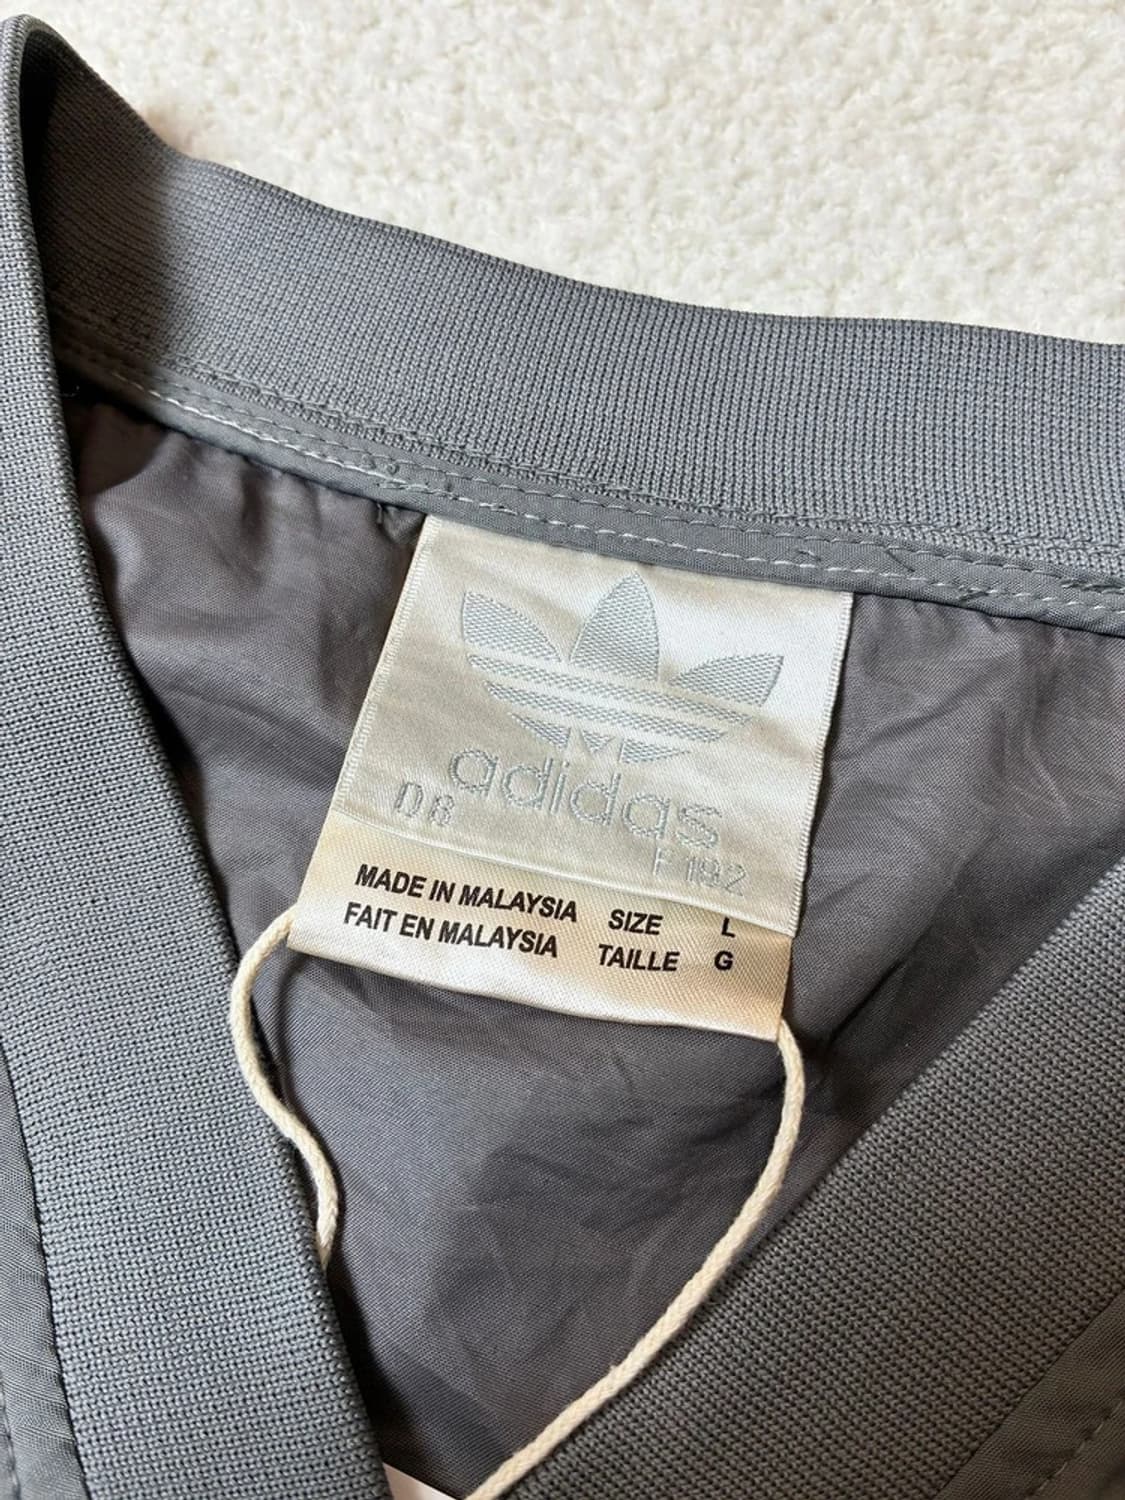 adidas
D8
F192
MADE IN MALAYSIA SIZE L
FAIT EN MALAYSIA TAILLE G